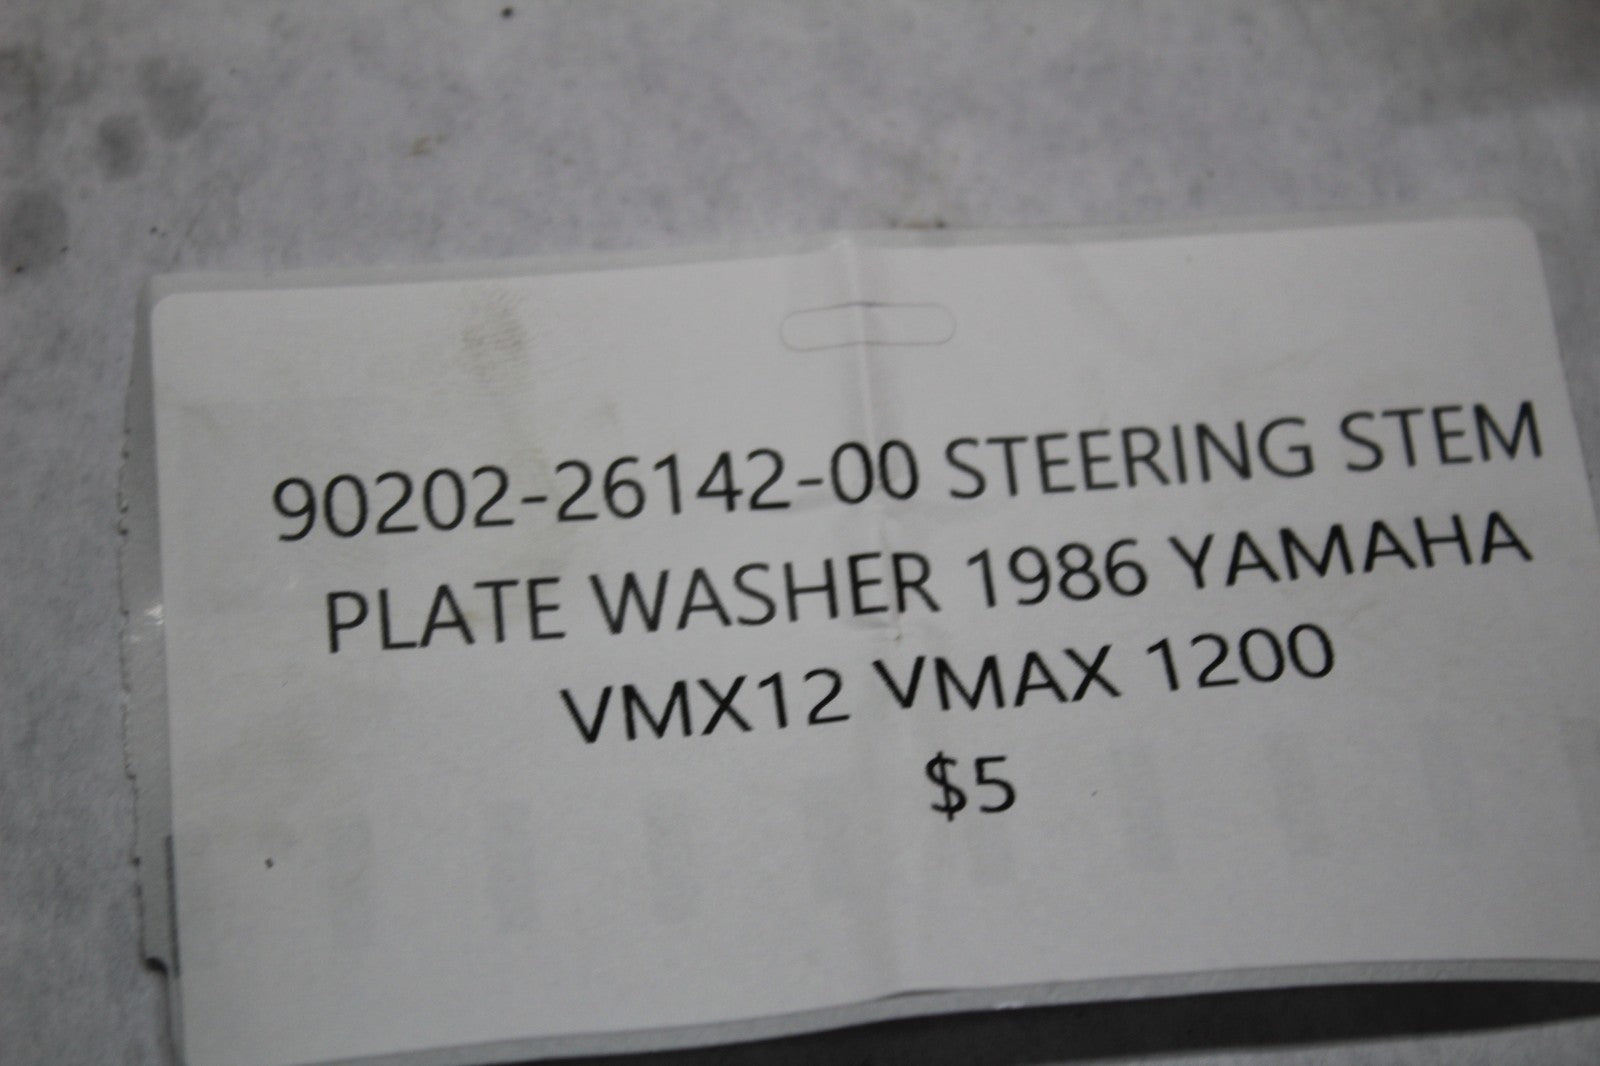 90202-26142-00 STEERING STEM
PLATE WASHER 1986 YAMAHA
VMX12 VMAX 1200
$5